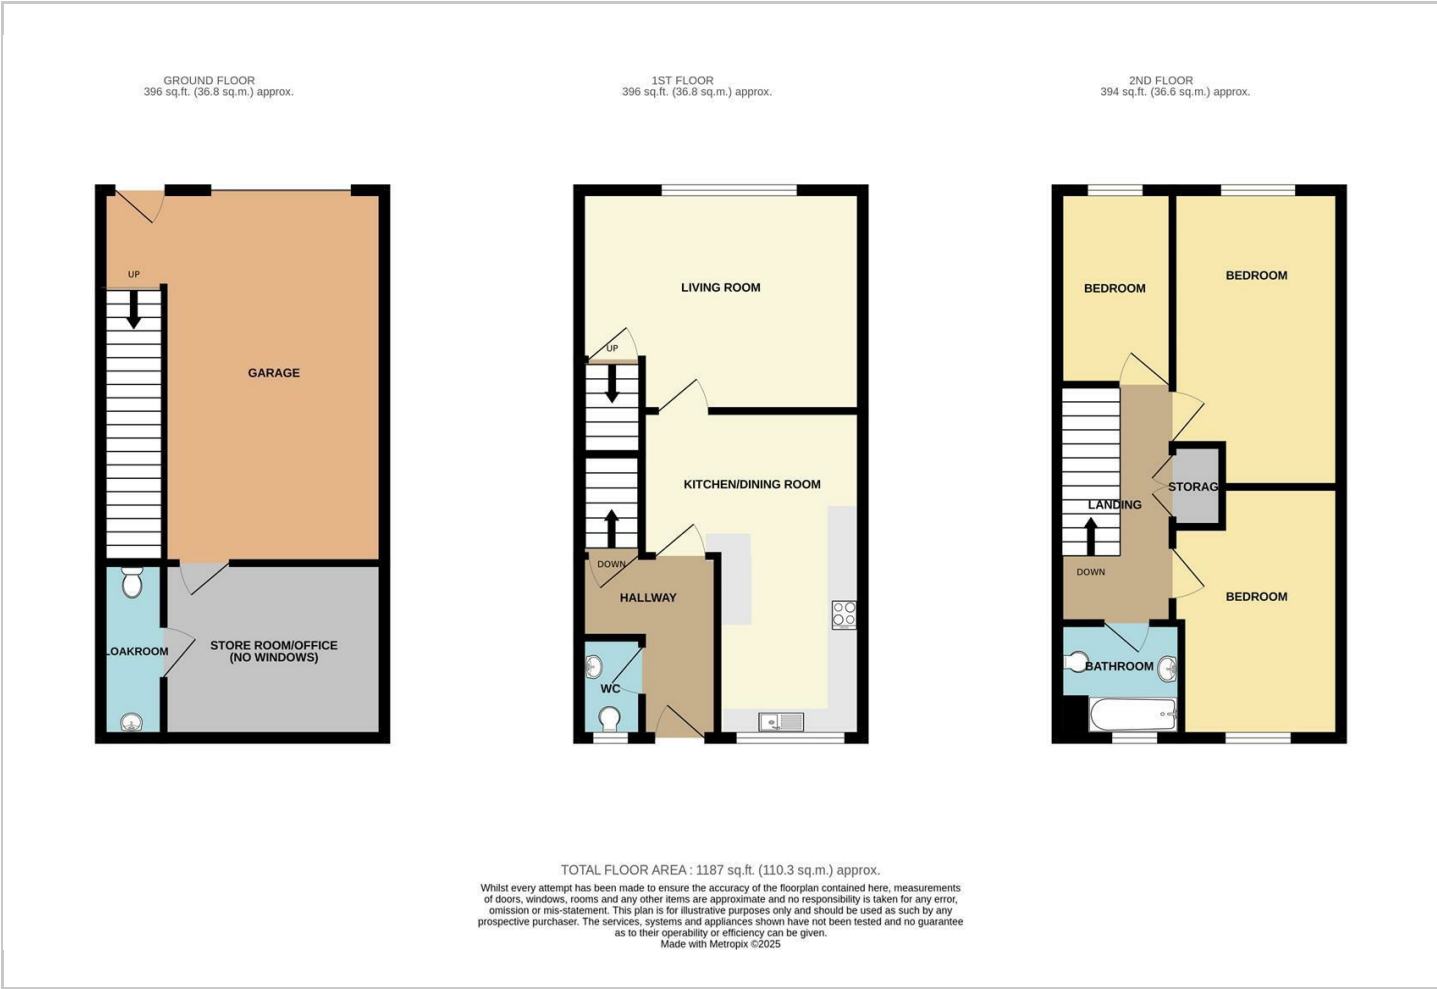 GROUND FLOOR
396 sq.ft. (36.8 sq.m.) approx.
1ST FLOOR
396 sq.ft. (36.8 sq.m.) approx.
2ND FLOOR
394 sq.ft. (36.6 sq.m.) approx.
UP
GARAGE
LOAKROOM
STORE ROOM/OFFICE
(NO WINDOWS)
LIVING ROOM
UP
KITCHEN/DINING ROOM
DOWN
HALLWAY
WC
BEDROOM
BEDROOM
STORAG
LANDING
DOWN
BEDROOM
BATHROOM
TOTAL FLOOR AREA : 1187 sq.ft. (110.3 sq.m.) approx.
Whilst every attempt has been made to ensure the accuracy of the floorplan contained here, measurements
of doors, windows, rooms and any other items are approximate and no responsibility is taken for any error,
omission or mis-statement. This plan is for illustrative purposes only and should be used as such by any
prospective purchaser. The services, systems and appliances shown have not been tested and no guarantee
as to their operability or efficiency can be given.
Made with Metropix ©2025